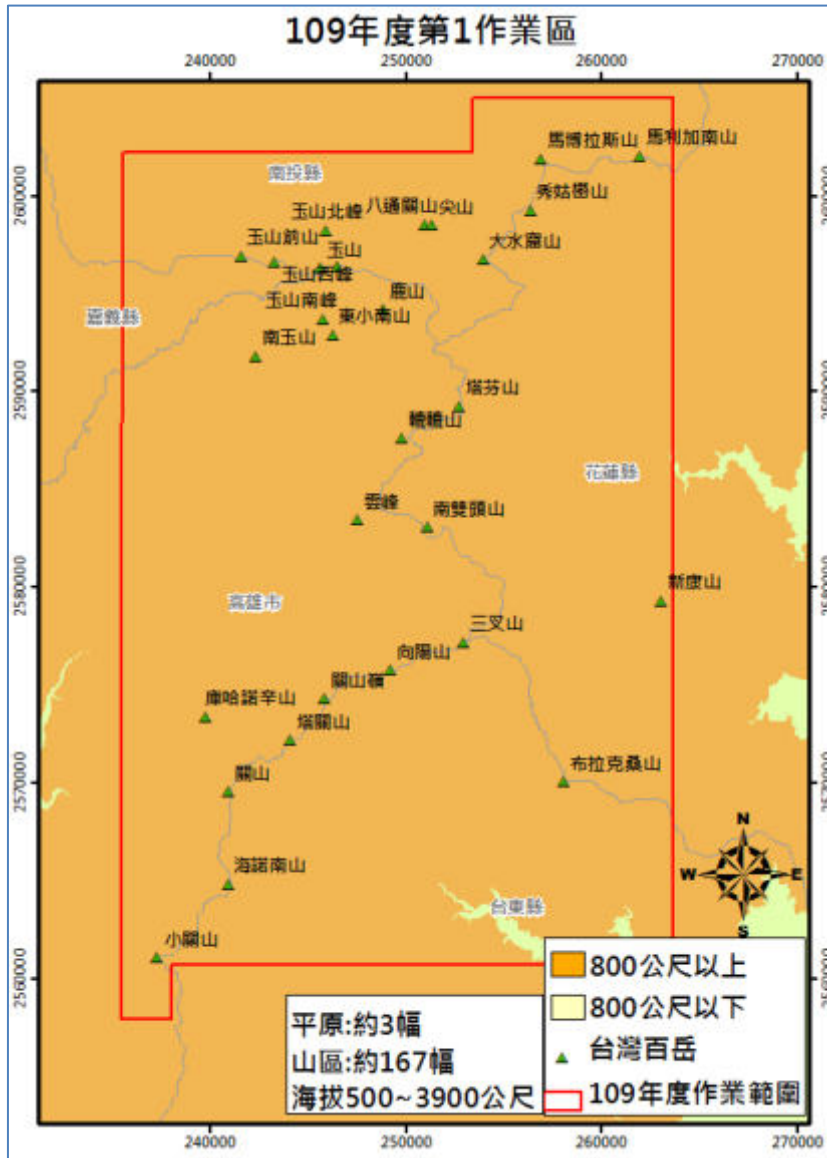 109年度第1作業區
240000 250000 260000 270000
馬博拉斯山 馬利加南山
南投縣
2600000
2600000
秀姑巒山
玉山北峰 八通關山 尖山
玉山前山 玉山
大水窟山
玉山西峰
玉山南峰 鹿山
嘉義縣
東小南山
南玉山
2590000
2590000
塔芬山
轆轆山
花蓮縣
雲峰 南雙頭山
2580000
2580000
新康山
高雄市
三叉山
向陽山
關山嶺
庫哈諾辛山
塔關山
關山
布拉克桑山
2570000
2570000
N
W E
S
海諾南山
台東縣
小關山
2560000
2560000
800公尺以上
800公尺以下
台灣百岳
109年度作業範圍
平原:約3幅
山區:約167幅
海拔500~3900公尺
240000 250000 260000 270000